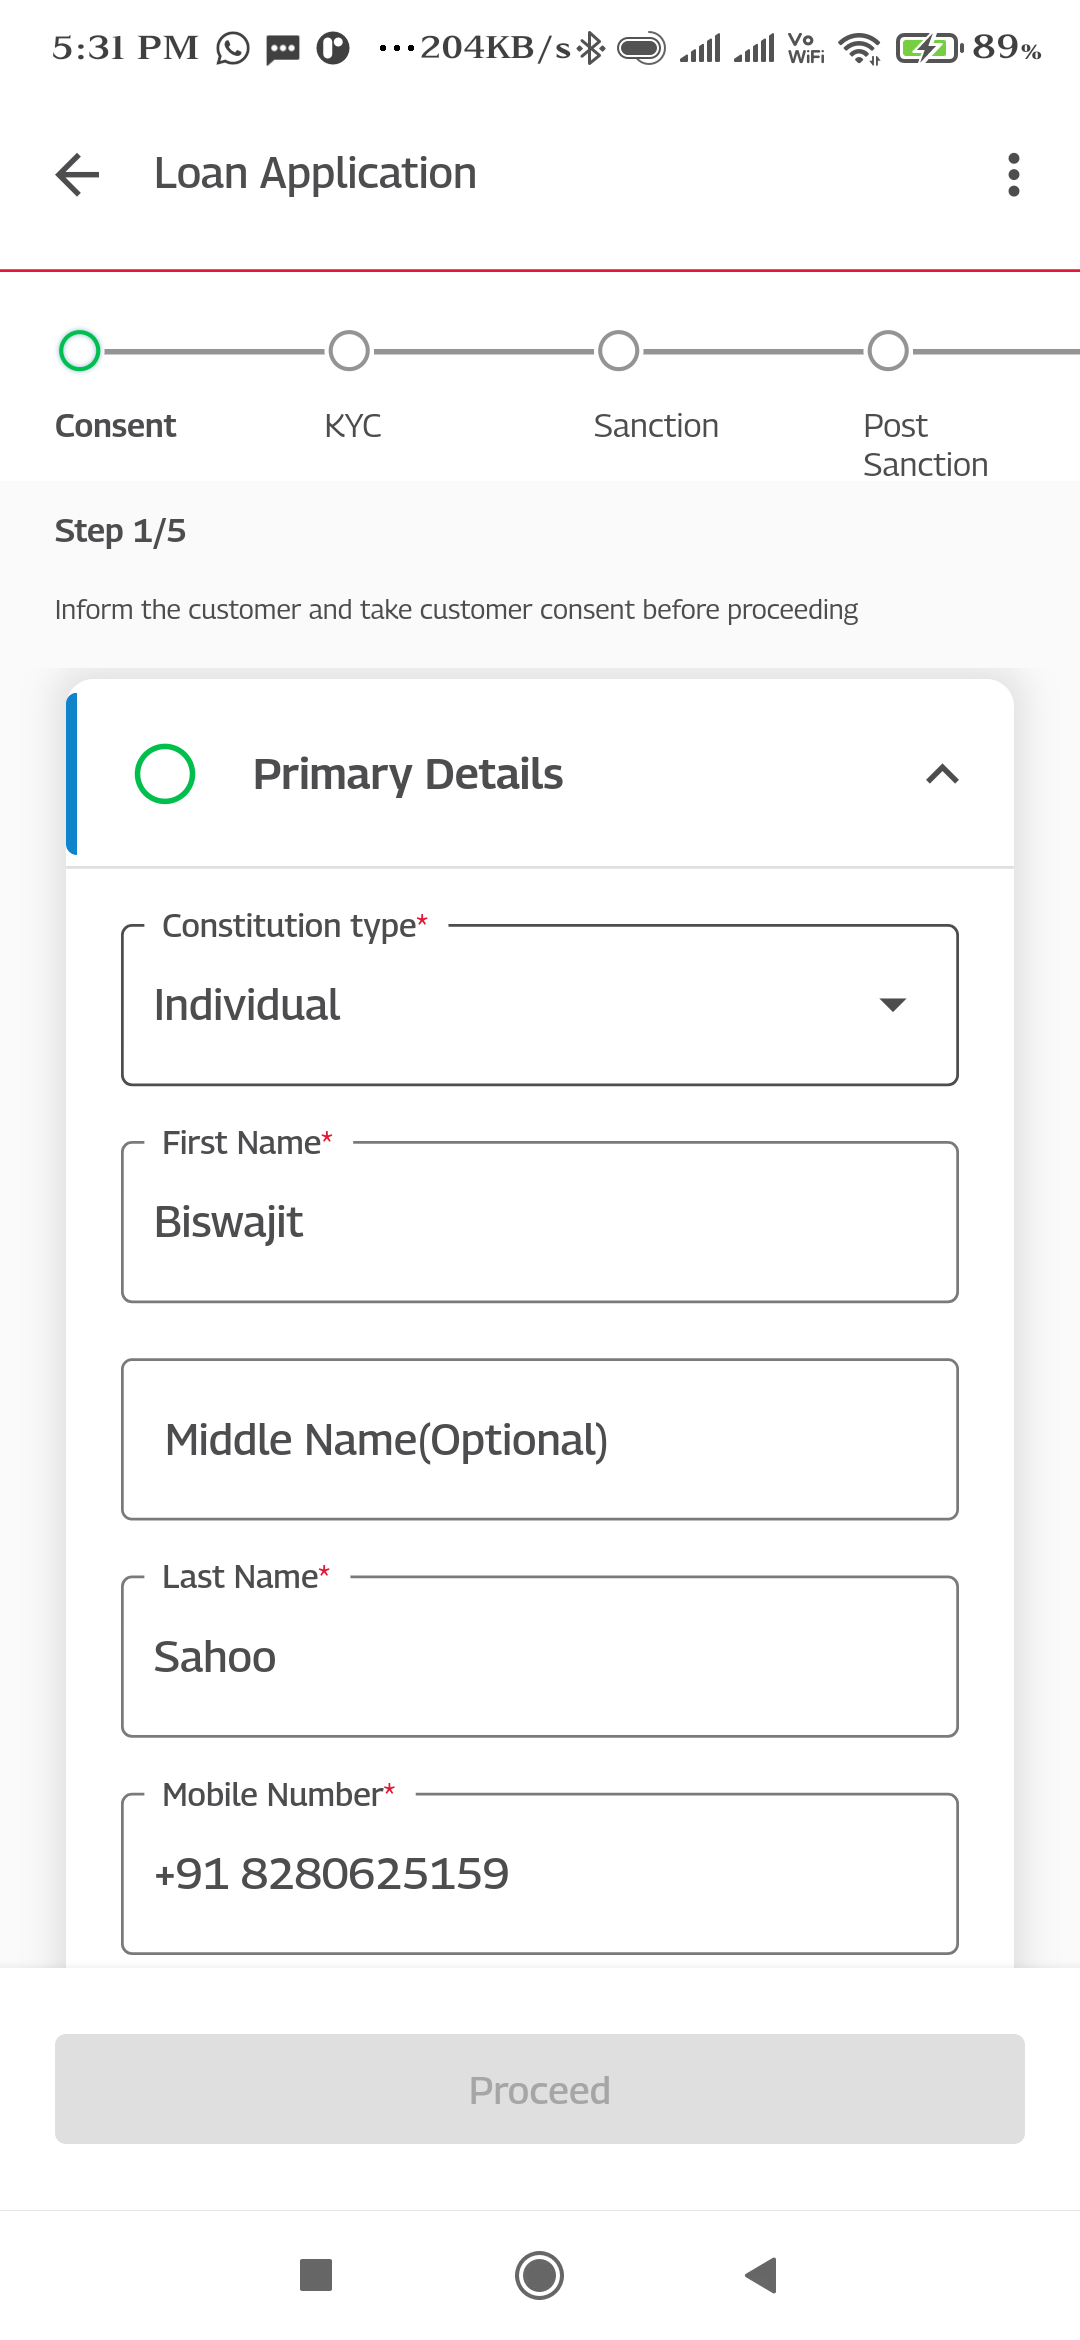 5:31 PM ...204KB/s Vo WiFi 89%
Loan Application
Consent KYC Sanction Post Sanction
Step 1/5
Inform the customer and take customer consent before proceeding
Primary Details
Constitution type*
Individual
First Name*
Biswajit
Middle Name(Optional)
Last Name*
Sahoo
Mobile Number*
+91 8280625159
Proceed